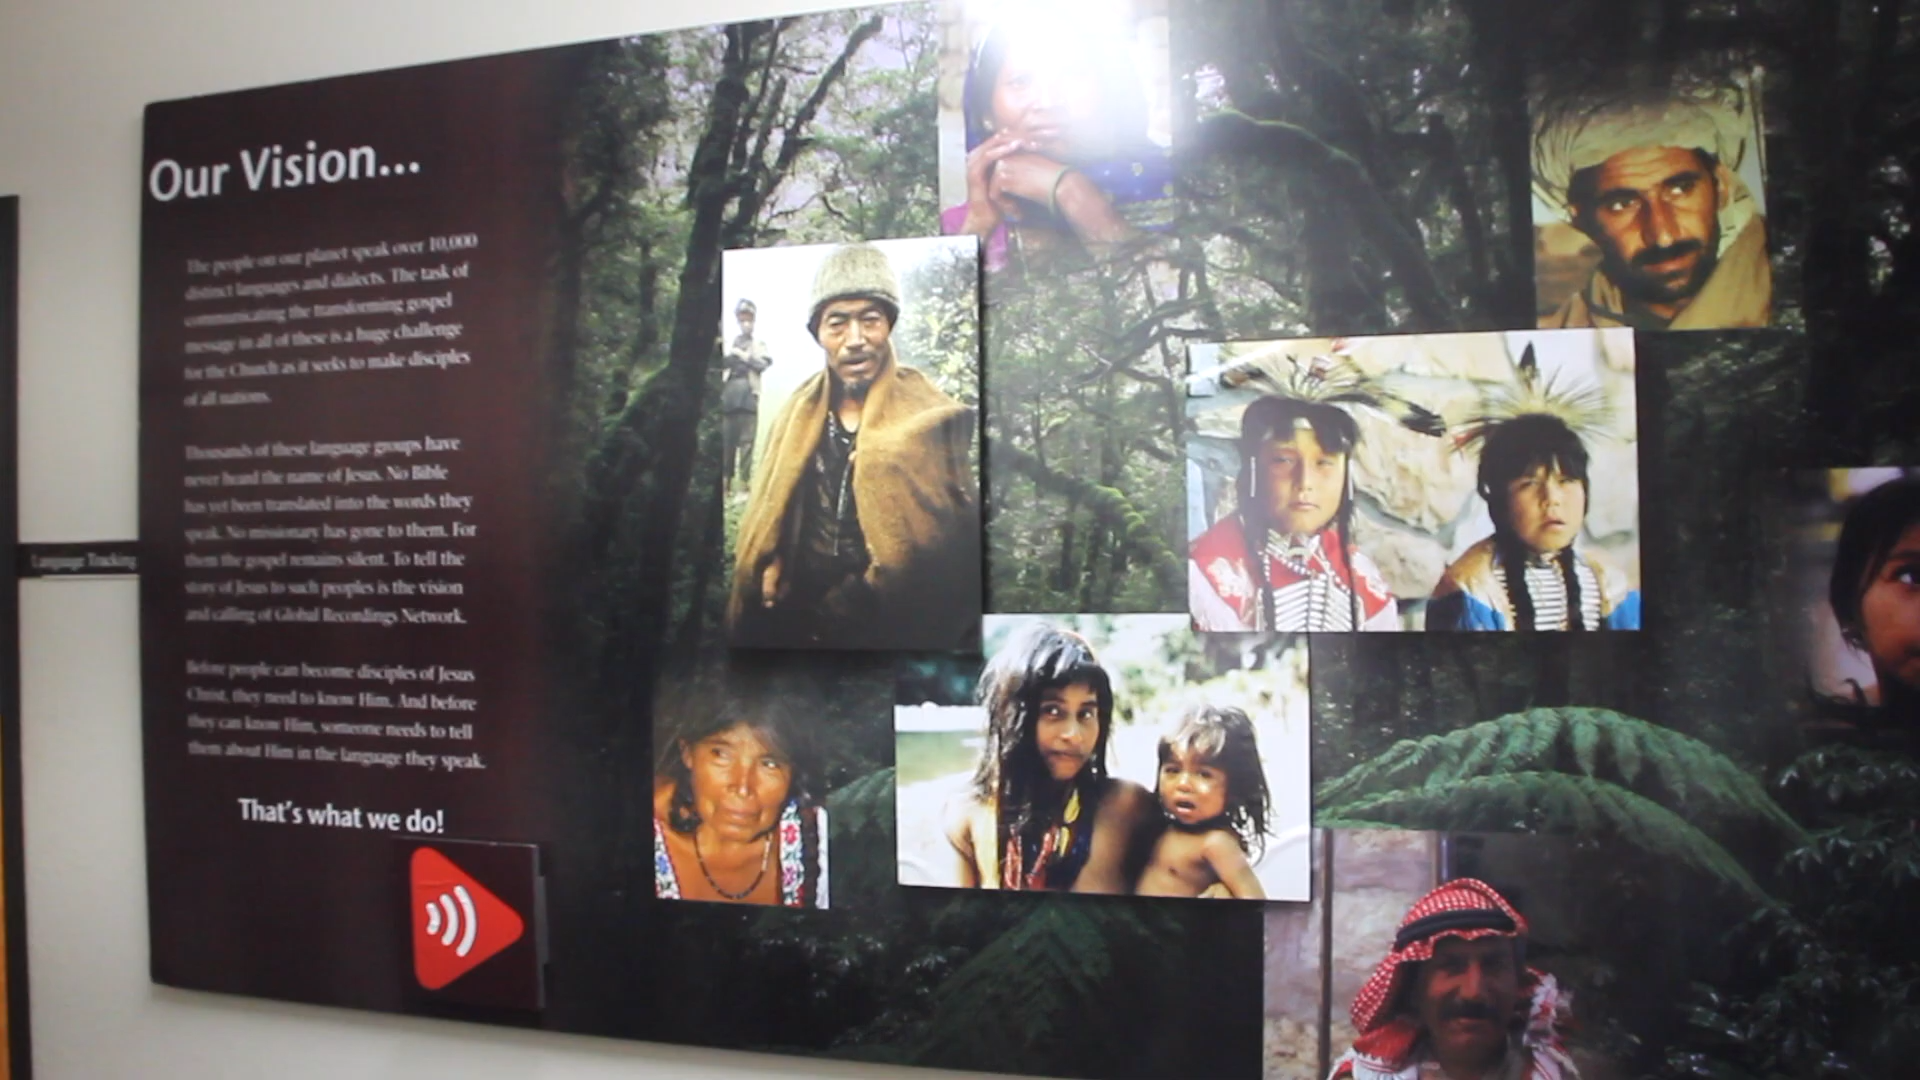 Our Vision...
The people on our planet speak over 10,000
distinct languages and dialects. The task of
communicating the transforming gospel
message in all of these is a huge challenge
for the Church as it seeks to make disciples
of all nations.
Thousands of these language groups have
never heard the name of Jesus. No Bible
has yet been translated into the words they
speak. No missionary has gone to them. For
them the gospel remains silent. To tell the
story of Jesus to such peoples is the vision
and calling of Global Recordings Network.
Before people can become disciples of Jesus
Christ, they need to know Him. And before
they can know Him, someone needs to tell
them about Him in the language they speak.
That's what we do!
Language Tracking